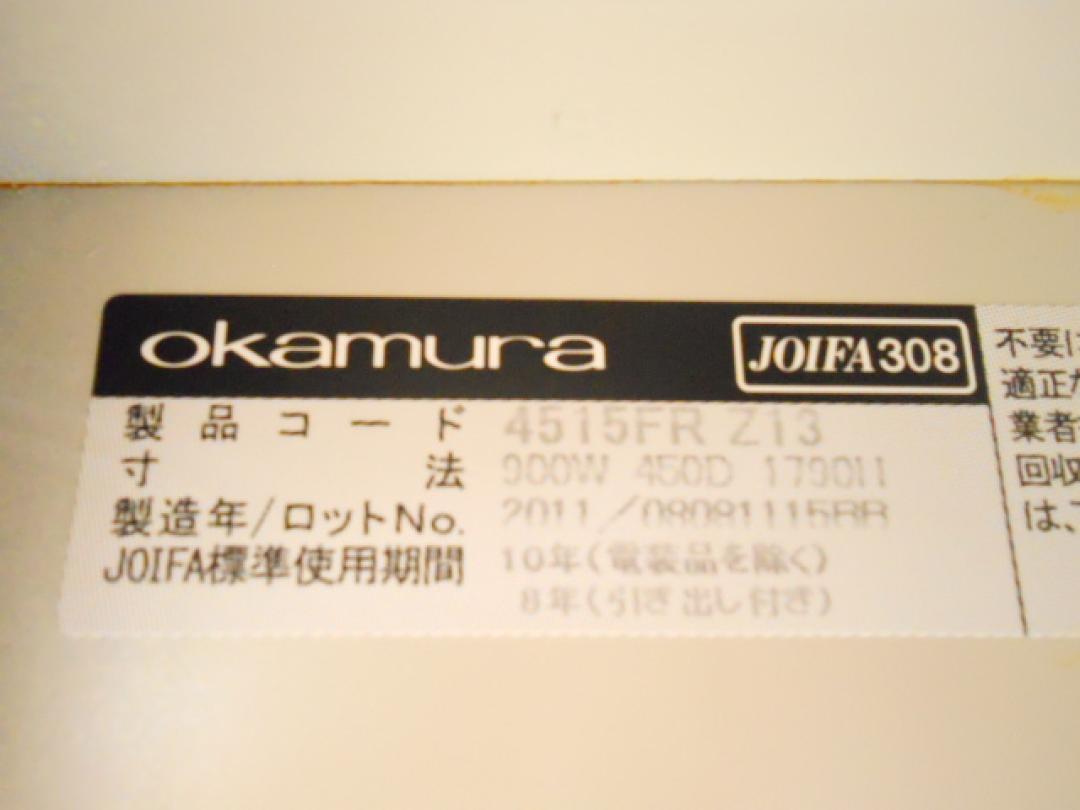 okamura
JOIFA308
製品コード 4515FR Z13
寸法 900W 450D 1790H
製造年/ロットNo. 2011
JOIFA標準使用期間 10年(電装品を除く)
8年(引き出し付き)
不要に
適正な
業者
回収
は、